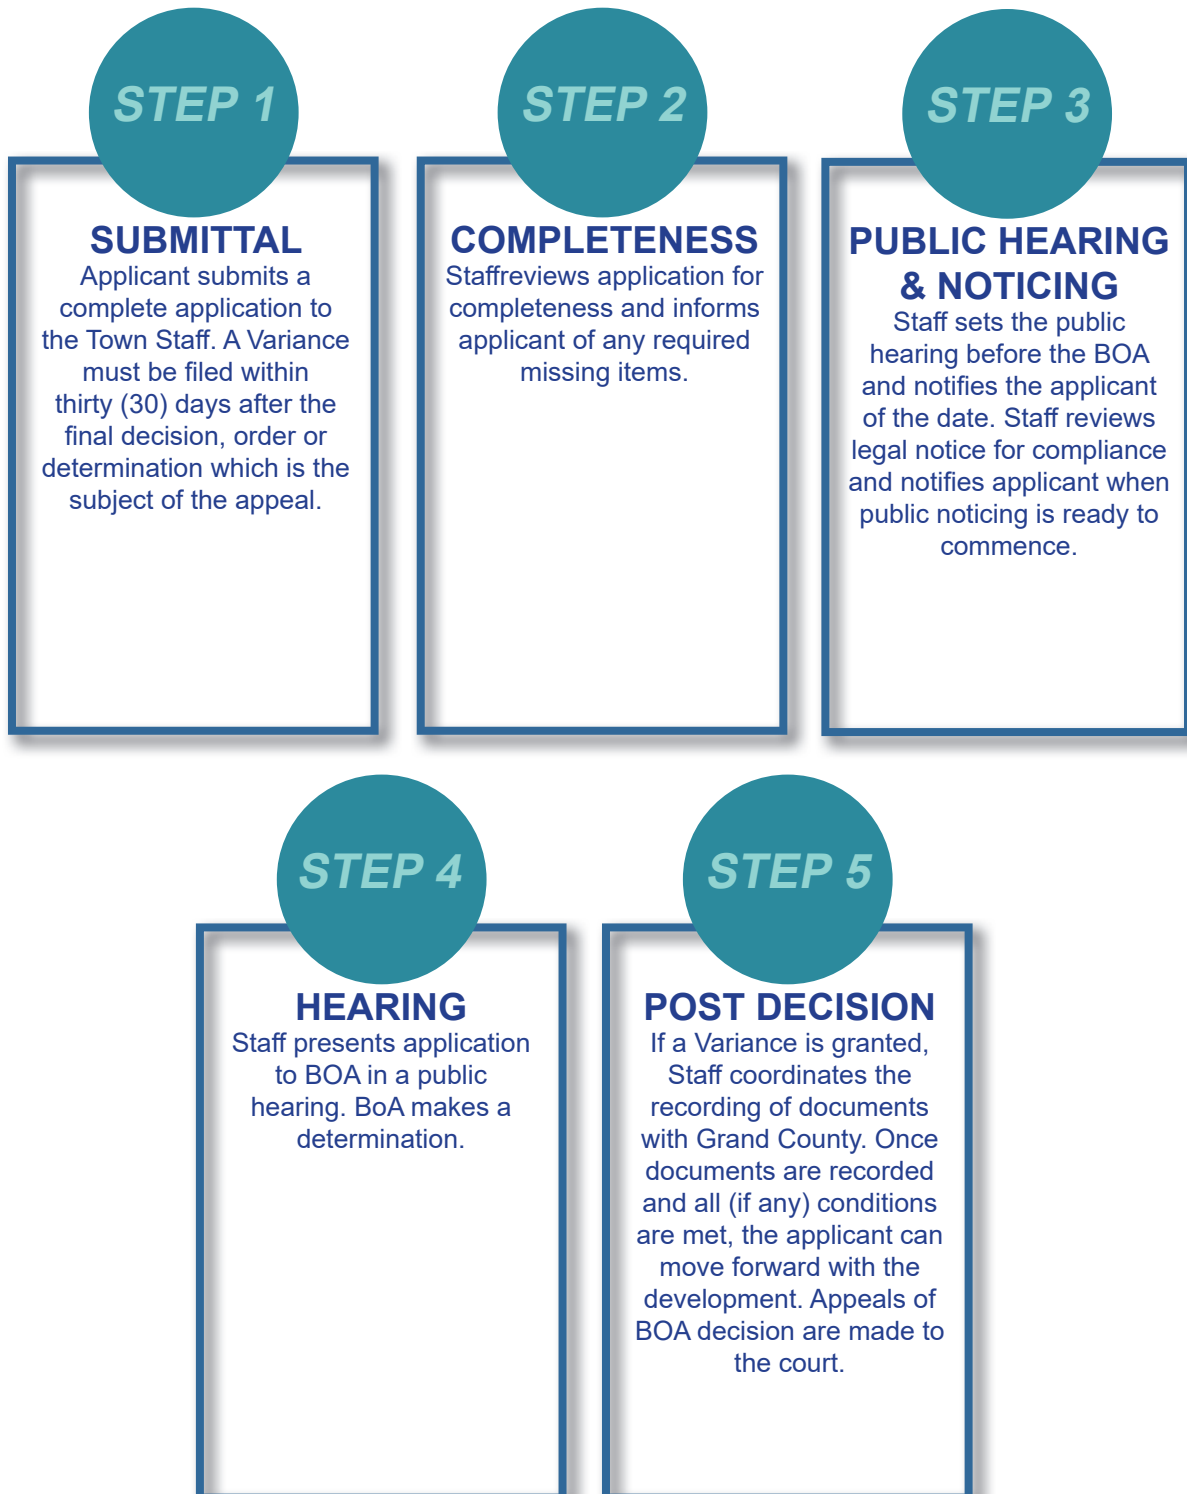 STEP 1
SUBMITTAL
Applicant submits a
complete application to
the Town Staff. A Variance
must be filed within
thirty (30) days after the
final decision, order or
determination which is the
subject of the appeal.
STEP 2
COMPLETENESS
Staffreviews application for
completeness and informs
applicant of any required
missing items.
STEP 3
PUBLIC HEARING
& NOTICING
Staff sets the public
hearing before the BOA
and notifies the applicant
of the date. Staff reviews
legal notice for compliance
and notifies applicant when
public noticing is ready to
commence.
STEP 4
HEARING
Staff presents application
to BOA in a public
hearing. BoA makes a
determination.
STEP 5
POST DECISION
If a Variance is granted,
Staff coordinates the
recording of documents
with Grand County. Once
documents are recorded
and all (if any) conditions
are met, the applicant can
move forward with the
development. Appeals of
BOA decision are made to
the court.